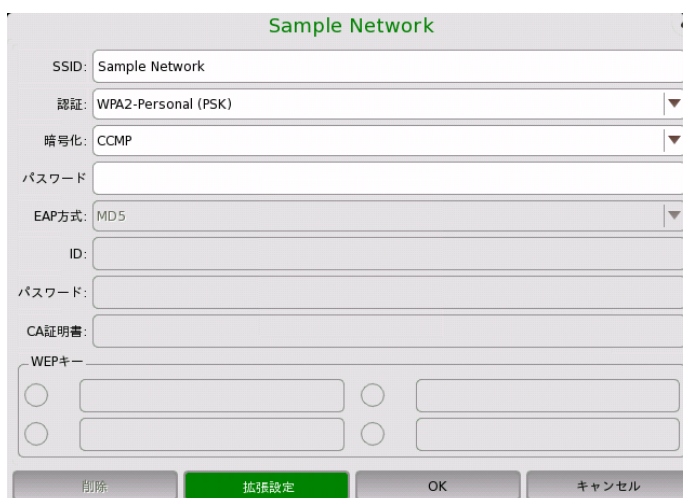 Sample Network
SSID: Sample Network
認証: WPA2-Personal (PSK)
暗号化: CCMP
パスワード
EAP方式: MD5
ID:
パスワード:
CA証明書:
WEPキー
削除 拡張設定 OK キャンセル